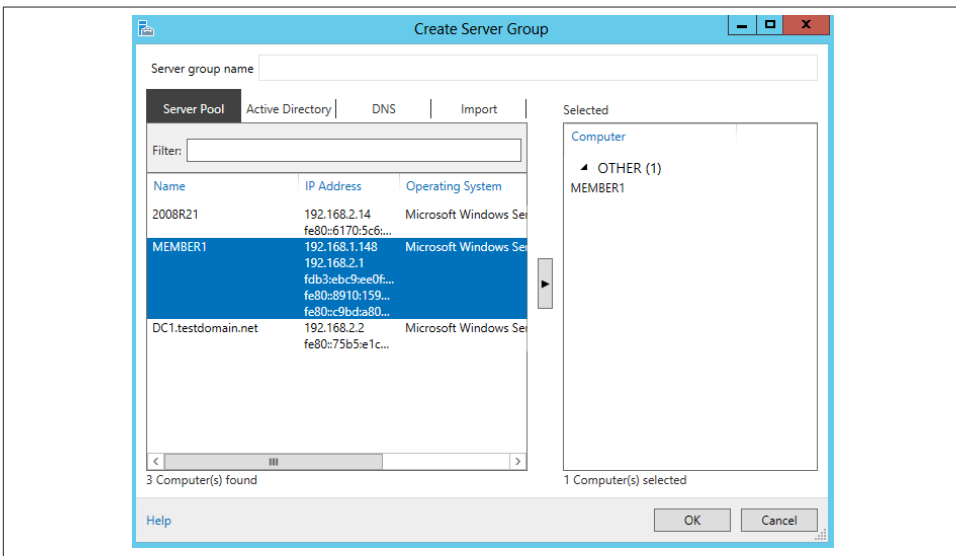 Create Server Group
Server group name
Server Pool Active Directory DNS Import
Filter:
Name IP Address Operating System
2008R21 192.168.2.14 Microsoft Windows Ser
fe80::6170:5c6:...
MEMBER1 192.168.1.148 Microsoft Windows Ser
192.168.2.1
fdb3:ebc9:ee0f:...
fe80::8910:159...
fe80::c9bd:a80...
DC1.testdomain.net 192.168.2.2 Microsoft Windows Ser
fe80::75b5:e1c...
3 Computer(s) found
Selected
Computer
OTHER (1)
MEMBER1
1 Computer(s) selected
Help
OK Cancel